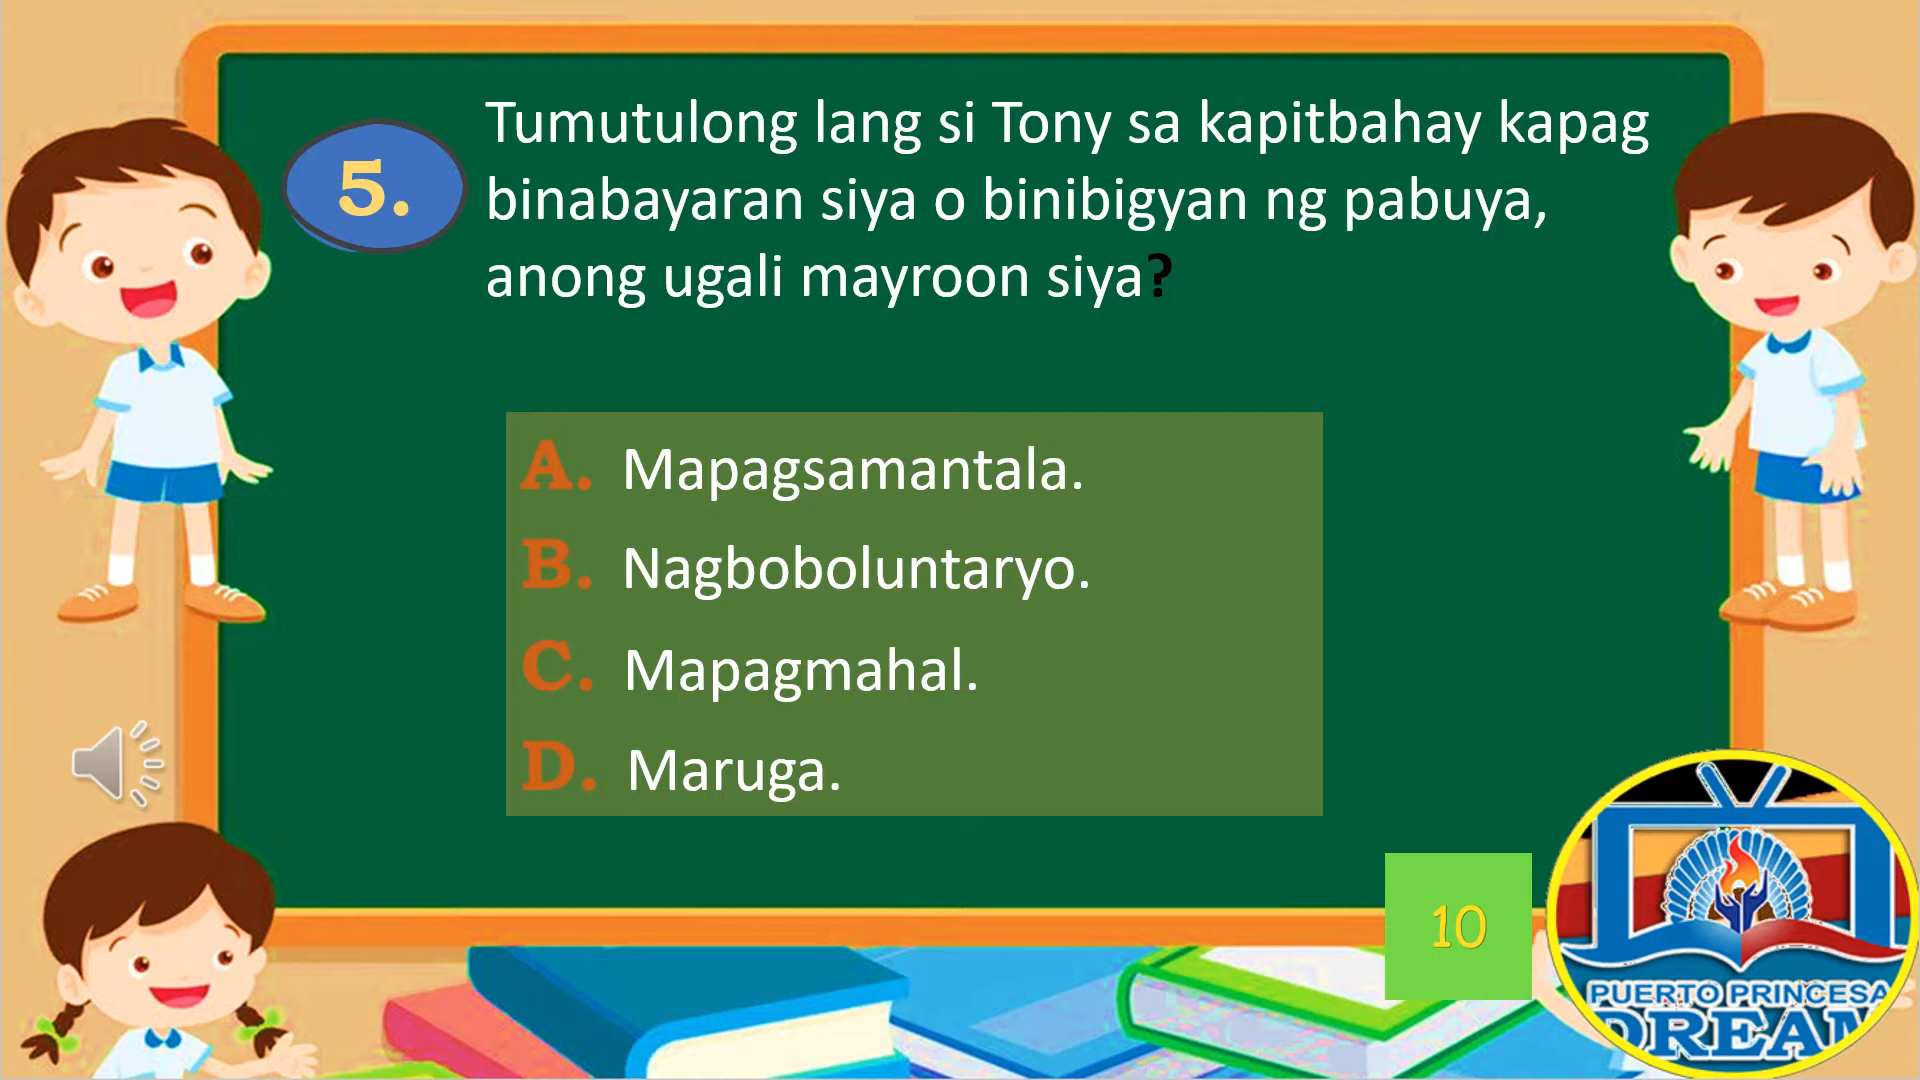 5.
Tumutulong lang si Tony sa kapitbahay kapag
binabayaran siya o binibigyan ng pabuya,
anong ugali mayroon siya?
A. Mapagsamantala.
B. Nagboboluntaryo.
C. Mapagmahal.
D. Maruga.
10
PUERTO PRINCESA
DREAM